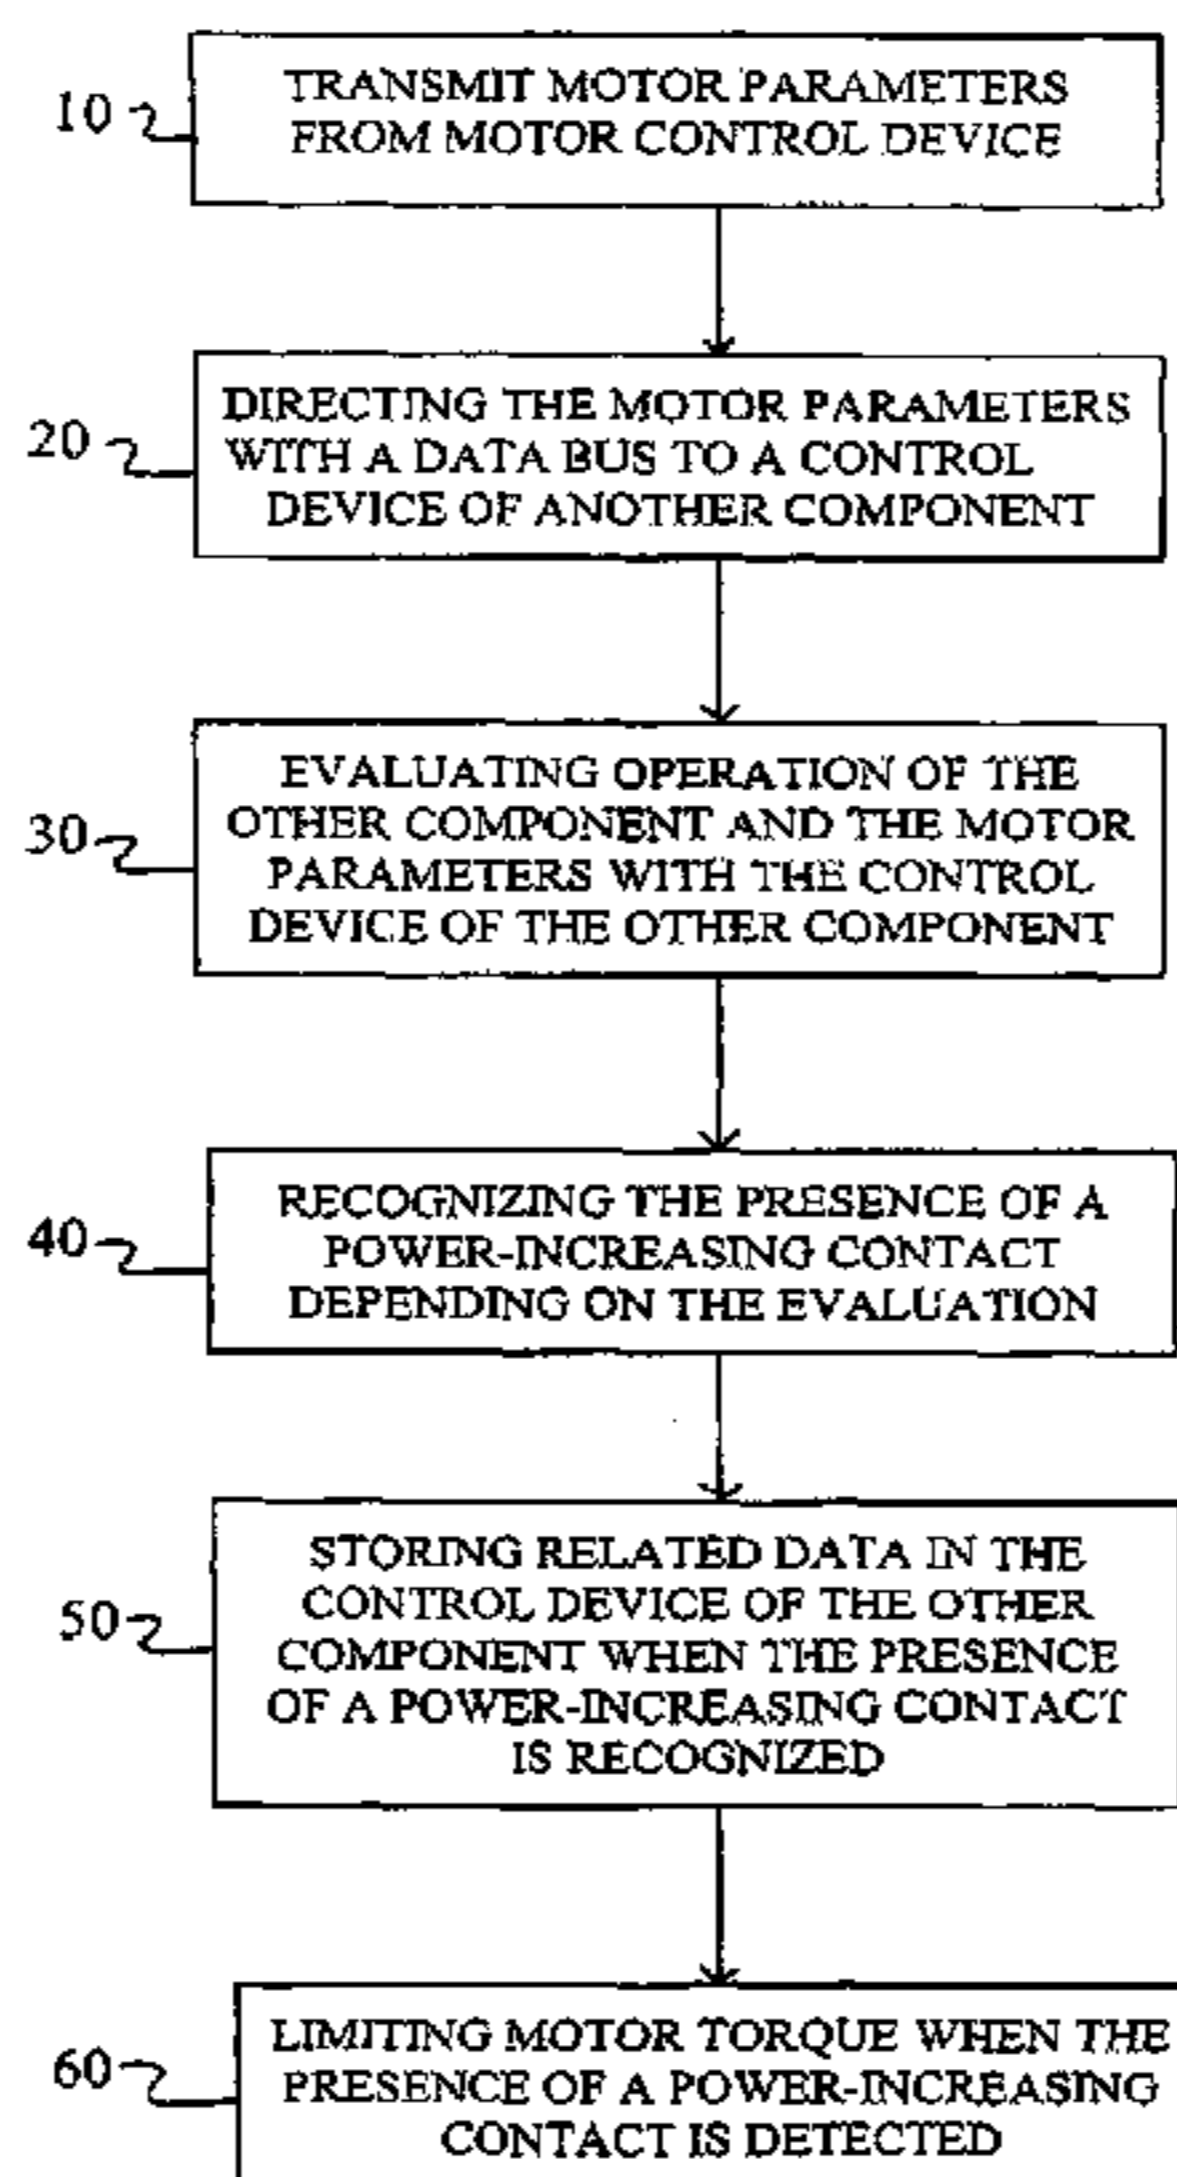 10
TRANSMIT MOTOR PARAMETERS
FROM MOTOR CONTROL DEVICE
20
DIRECTING THE MOTOR PARAMETERS
WITH A DATA BUS TO A CONTROL
DEVICE OF ANOTHER COMPONENT
30
EVALUATING OPERATION OF THE
OTHER COMPONENT AND THE MOTOR
PARAMETERS WITH THE CONTROL
DEVICE OF THE OTHER COMPONENT
40
RECOGNIZING THE PRESENCE OF A
POWER-INCREASING CONTACT
DEPENDING ON THE EVALUATION
50
STORING RELATED DATA IN THE
CONTROL DEVICE OF THE OTHER
COMPONENT WHEN THE PRESENCE
OF A POWER-INCREASING CONTACT
IS RECOGNIZED
60
LIMITING MOTOR TORQUE WHEN THE
PRESENCE OF A POWER-INCREASING
CONTACT IS DETECTED